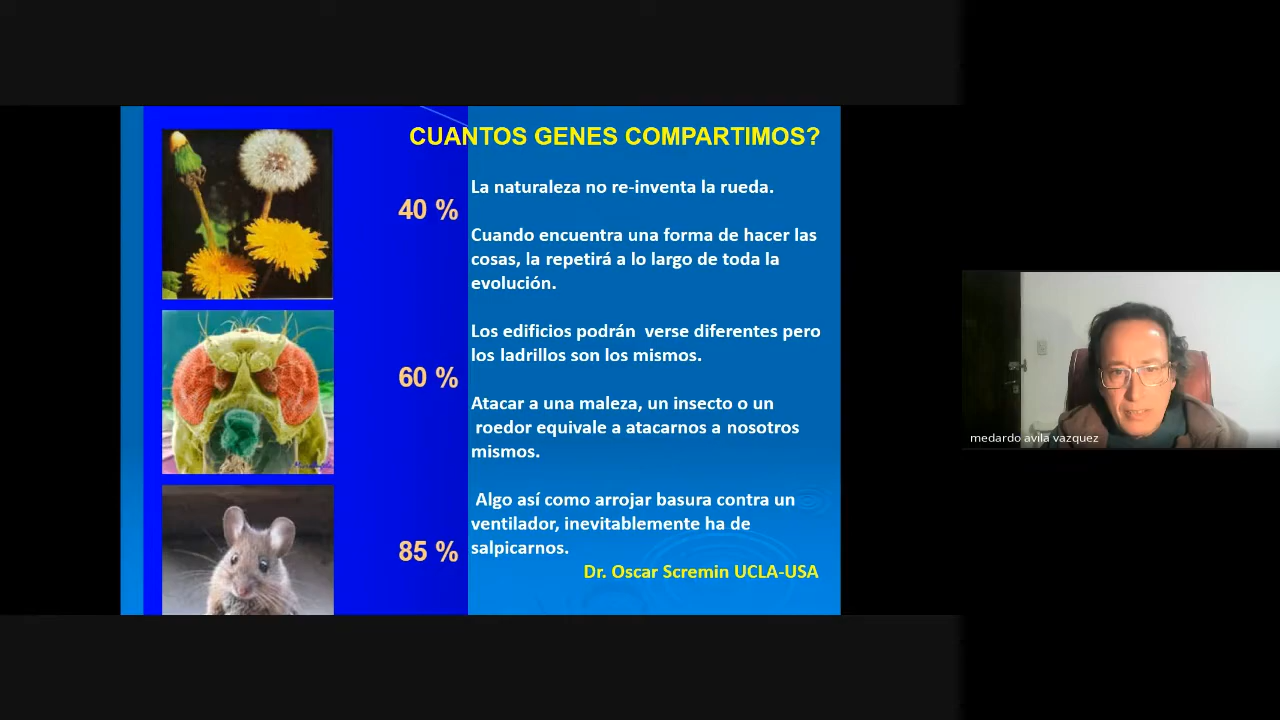 CUANTOS GENES COMPARTIMOS?
La naturaleza no re-inventa la rueda.
40 %
Cuando encuentra una forma de hacer las
cosas, la repetirá a lo largo de toda la
evolución.
Los edificios podrán verse diferentes pero
los ladrillos son los mismos.
60 %
Atacar a una maleza, un insecto o un
roedor equivale a atacarnos a nosotros
mismos.
Algo así como arrojar basura contra un
ventilador, inevitablemente ha de
salpicarnos.
85 %
Dr. Oscar Scremin UCLA-USA
medardo avila vazquez